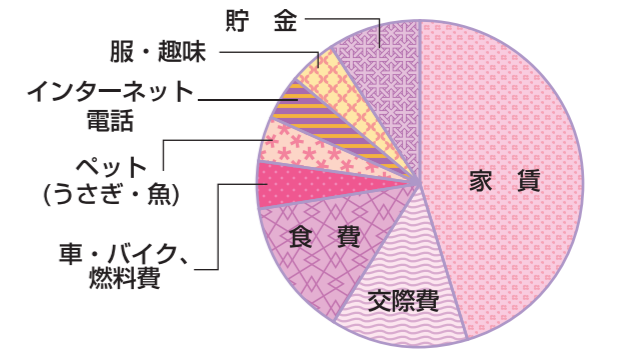 貯　金
服・趣味
インターネット
電話
ペット
(うさぎ・魚)
車・バイク、
燃料費
食　費
交際費
家　賃